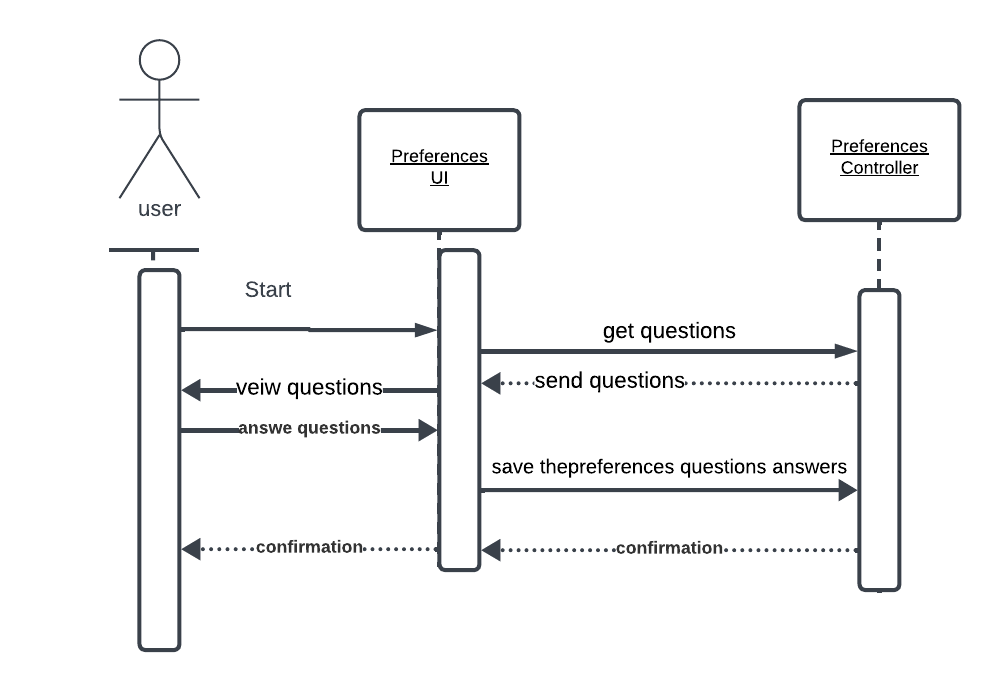 Preferences
UI
Preferences
Controller
user
Start
get questions
send questions
veiw questions
answe questions
save thepreferences questions answers
confirmation
confirmation